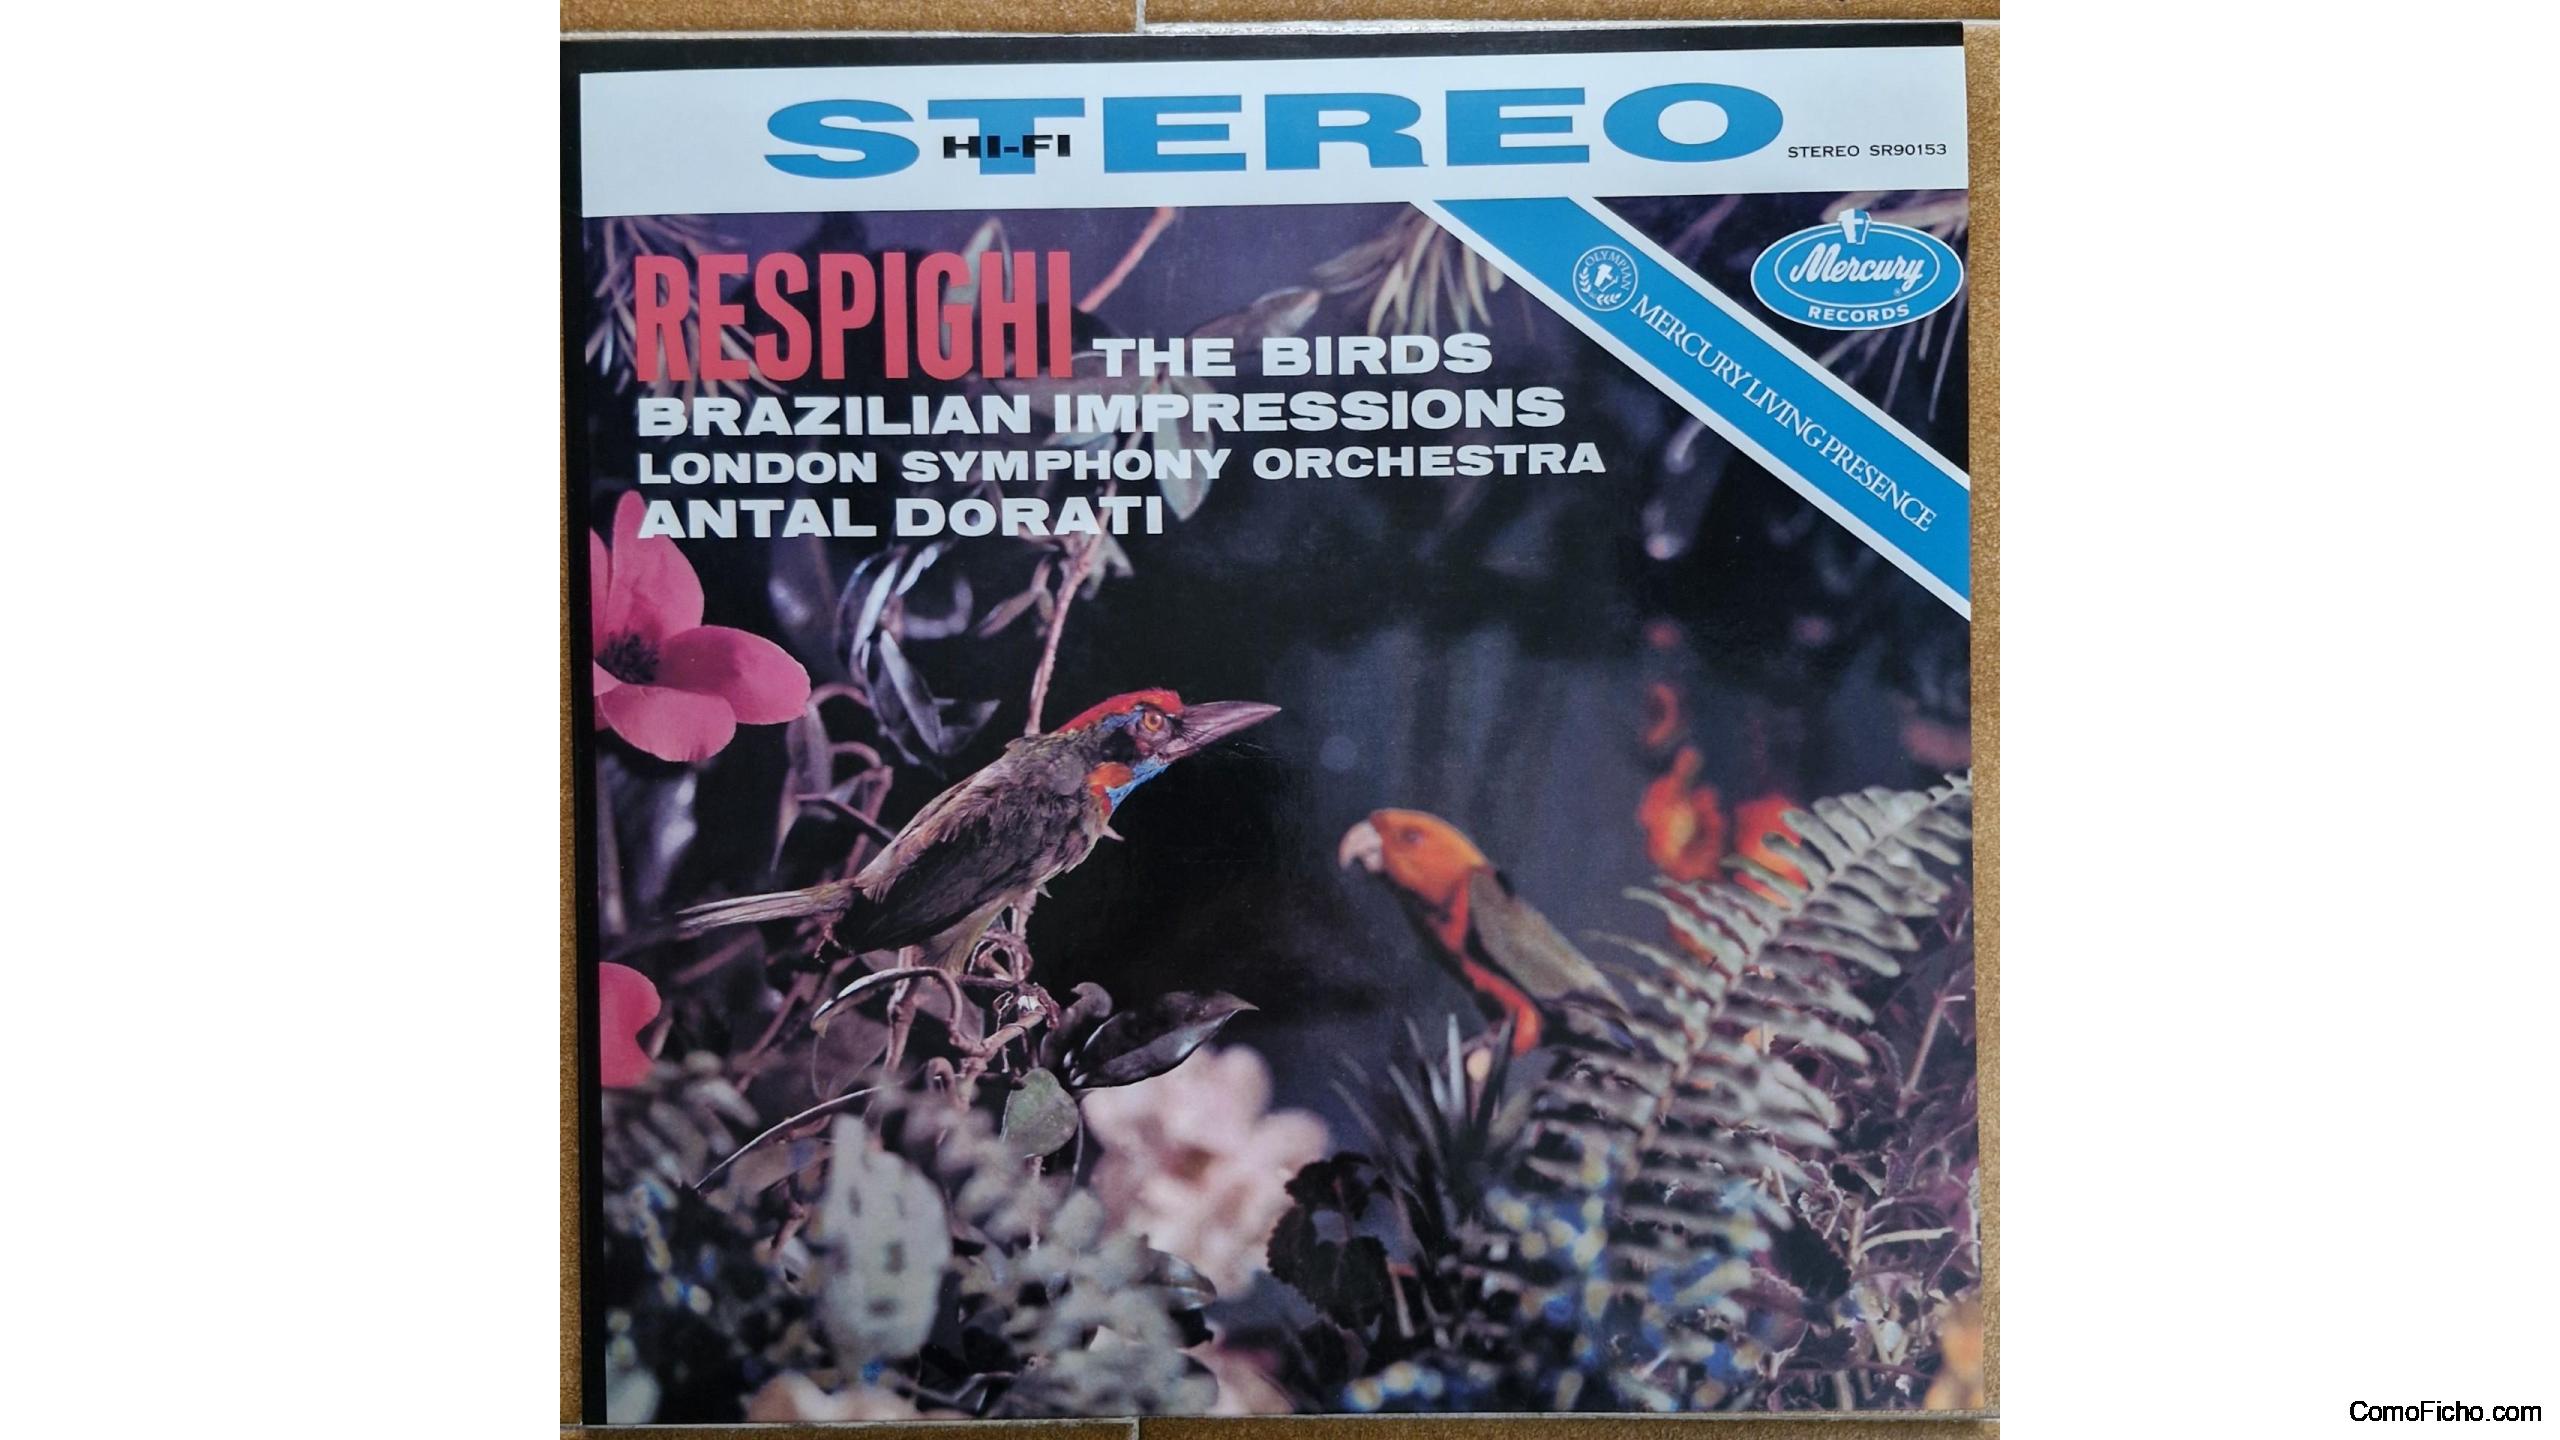 STEREO
HI-FI
STEREO SR90153
Mercury
RECORDS
OLYMPIAN
MERCURY LIVING PRESENCE
RESPIGHI THE BIRDS
BRAZILIAN IMPRESSIONS
LONDON SYMPHONY ORCHESTRA
ANTAL DORATI
ComoFicho.com